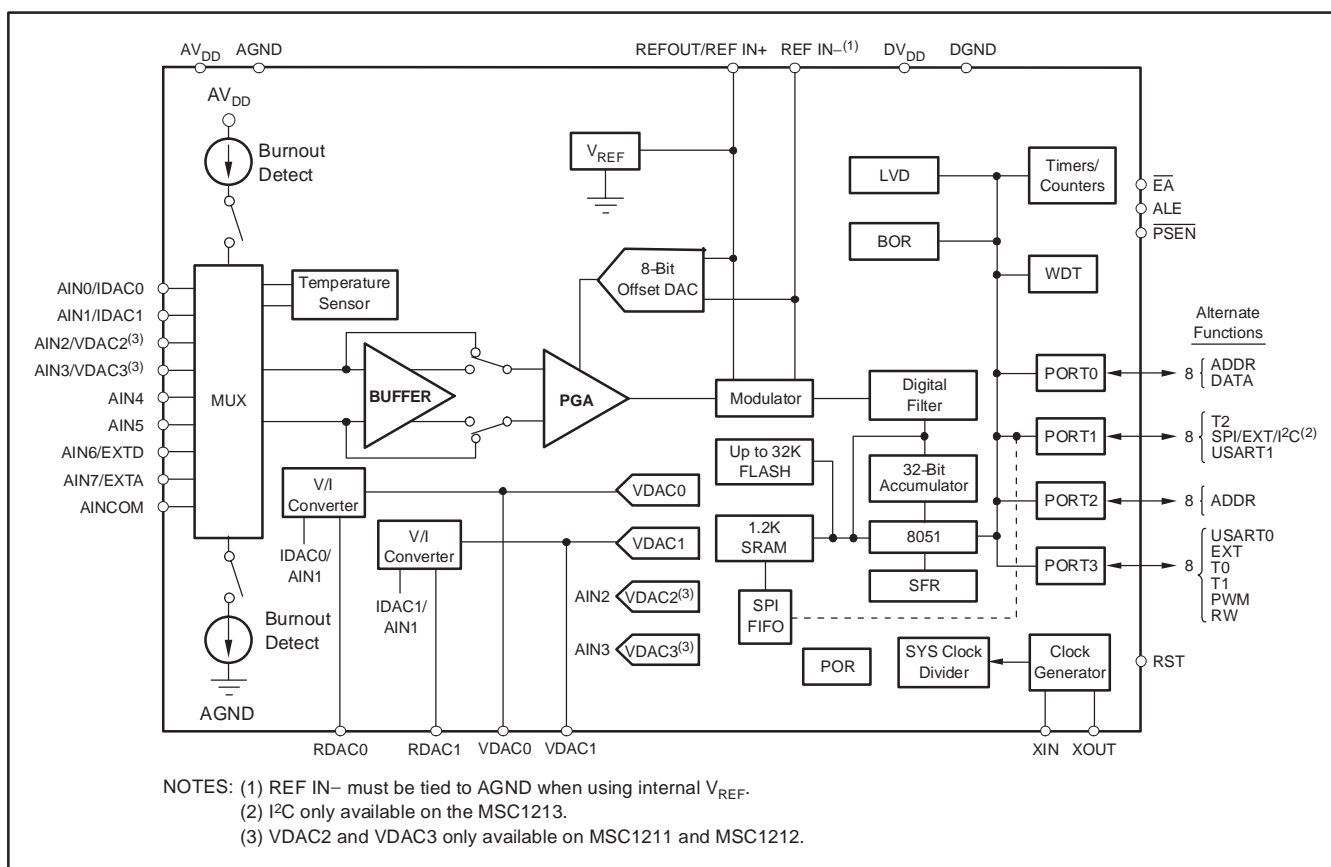 AVDD
AGND
REFOUT/REF IN+
REF IN−(1)
DVDD
DGND
AVDD
Burnout
Detect
VREF
LVD
Timers/
Counters
EA
ALE
PSEN
BOR
8−Bit
Offset DAC
WDT
Temperature
Sensor
AIN0/IDAC0
AIN1/IDAC1
AIN2/VDAC2(3)
AIN3/VDAC3(3)
AIN4
AIN5
AIN6/EXTD
AIN7/EXTA
AINCOM
MUX
BUFFER
PGA
Modulator
Digital
Filter
Alternate
Functions
PORT0
8
ADDR
DATA
PORT1
8
T2
SPI/EXT/I2C(2)
USART1
Up to 32K
FLASH
32−Bit
Accumulator
PORT2
8
ADDR
V/I
Converter
VDAC0
V/I
Converter
VDAC1
1.2K
SRAM
8051
PORT3
8
USART0
EXT
T0
T1
PWM
RW
IDAC0/
AIN1
IDAC1/
AIN1
AIN2
VDAC2(3)
SFR
SPI
FIFO
AIN3
VDAC3(3)
Burnout
Detect
POR
SYS Clock
Divider
Clock
Generator
RST
AGND
RDAC0
RDAC1
VDAC0
VDAC1
XIN
XOUT
NOTES: (1) REF IN− must be tied to AGND when using internal VREF.
(2) I2C only available on the MSC1213.
(3) VDAC2 and VDAC3 only available on MSC1211 and MSC1212.